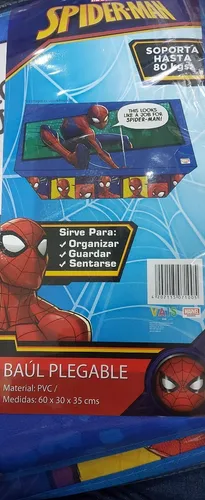 SPIDER-MAN
SOPORTA
HASTA
80 Kgs.
THIS LOOKS
LIKE A JOB FOR
SPIDER-MAN!
Sirve Para:
✓ Organizar
✓ Guardar
✓ Sentarse
MARVEL
BAÚL PLEGABLE
Material: PVC /
Medidas: 60 x 30 x 35 cms